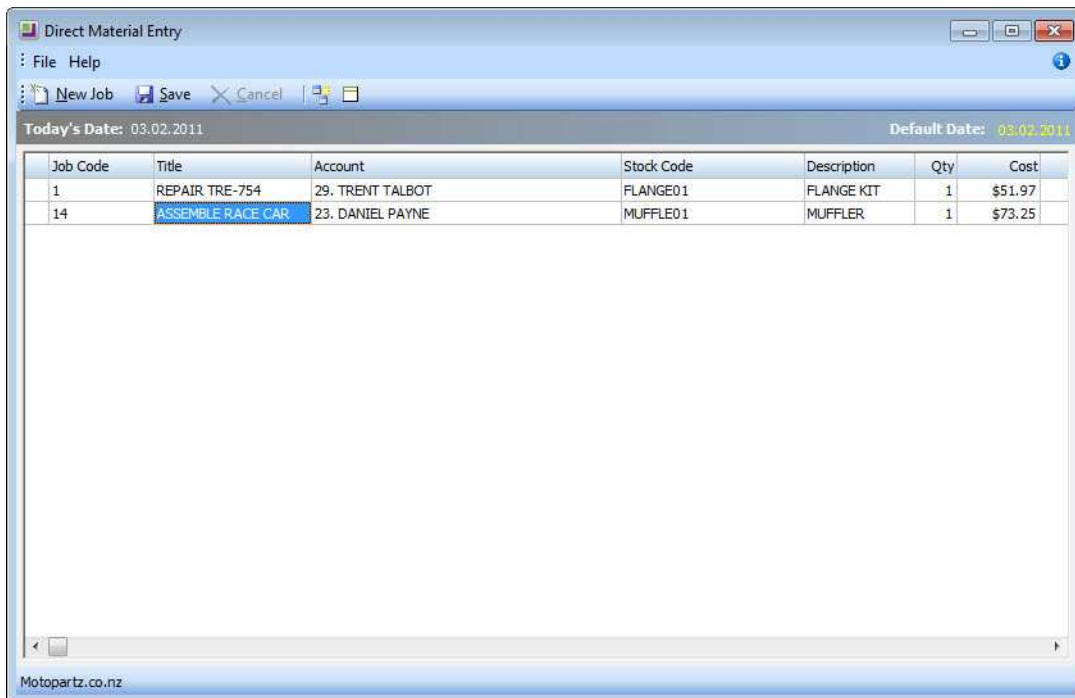 Direct Material Entry
File Help
New Job Save Cancel
Today's Date: 03.02.2011 Default Date: 03.02.2011
Job Code Title Account Stock Code Description Qty Cost
1 REPAIR TRE-754 29. TRENT TALBOT FLANGE01 FLANGE KIT 1 $51.97
14 ASSEMBLE RACE CAR 23. DANIEL PAYNE MUFFLE01 MUFFLER 1 $73.25
Motopartz.co.nz